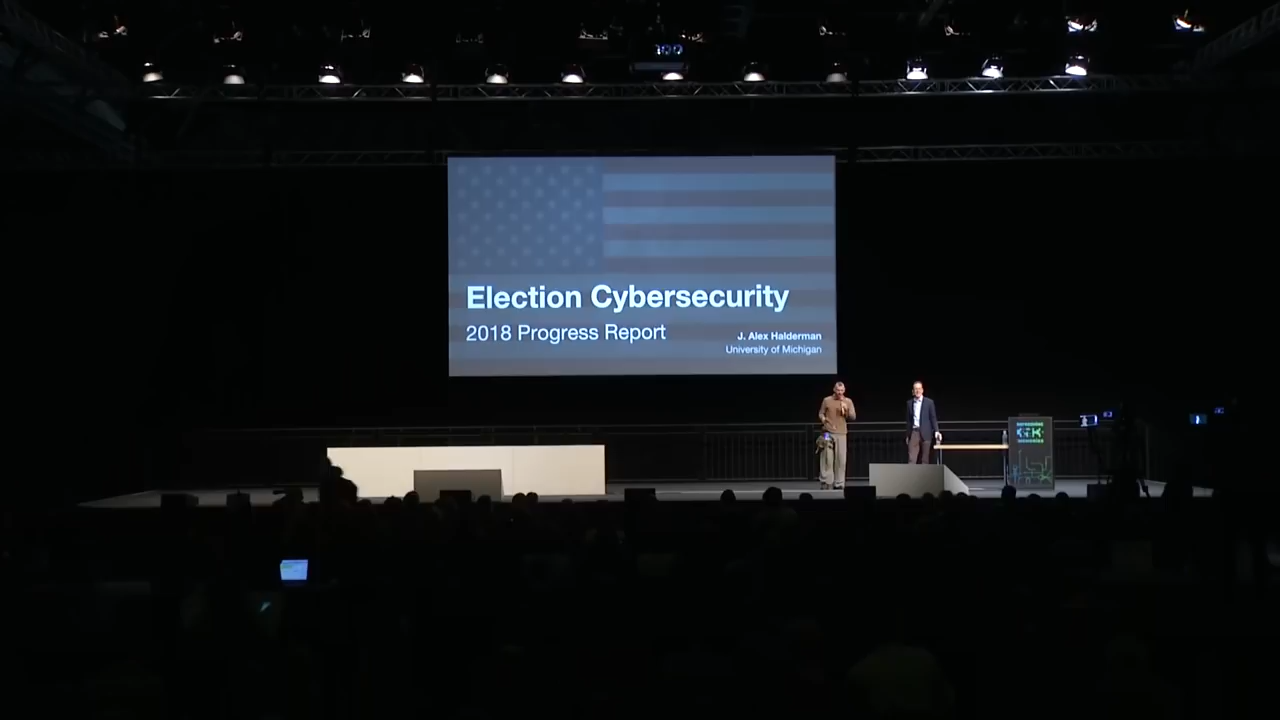 Election Cybersecurity
2018 Progress Report
J. Alex Halderman
University of Michigan